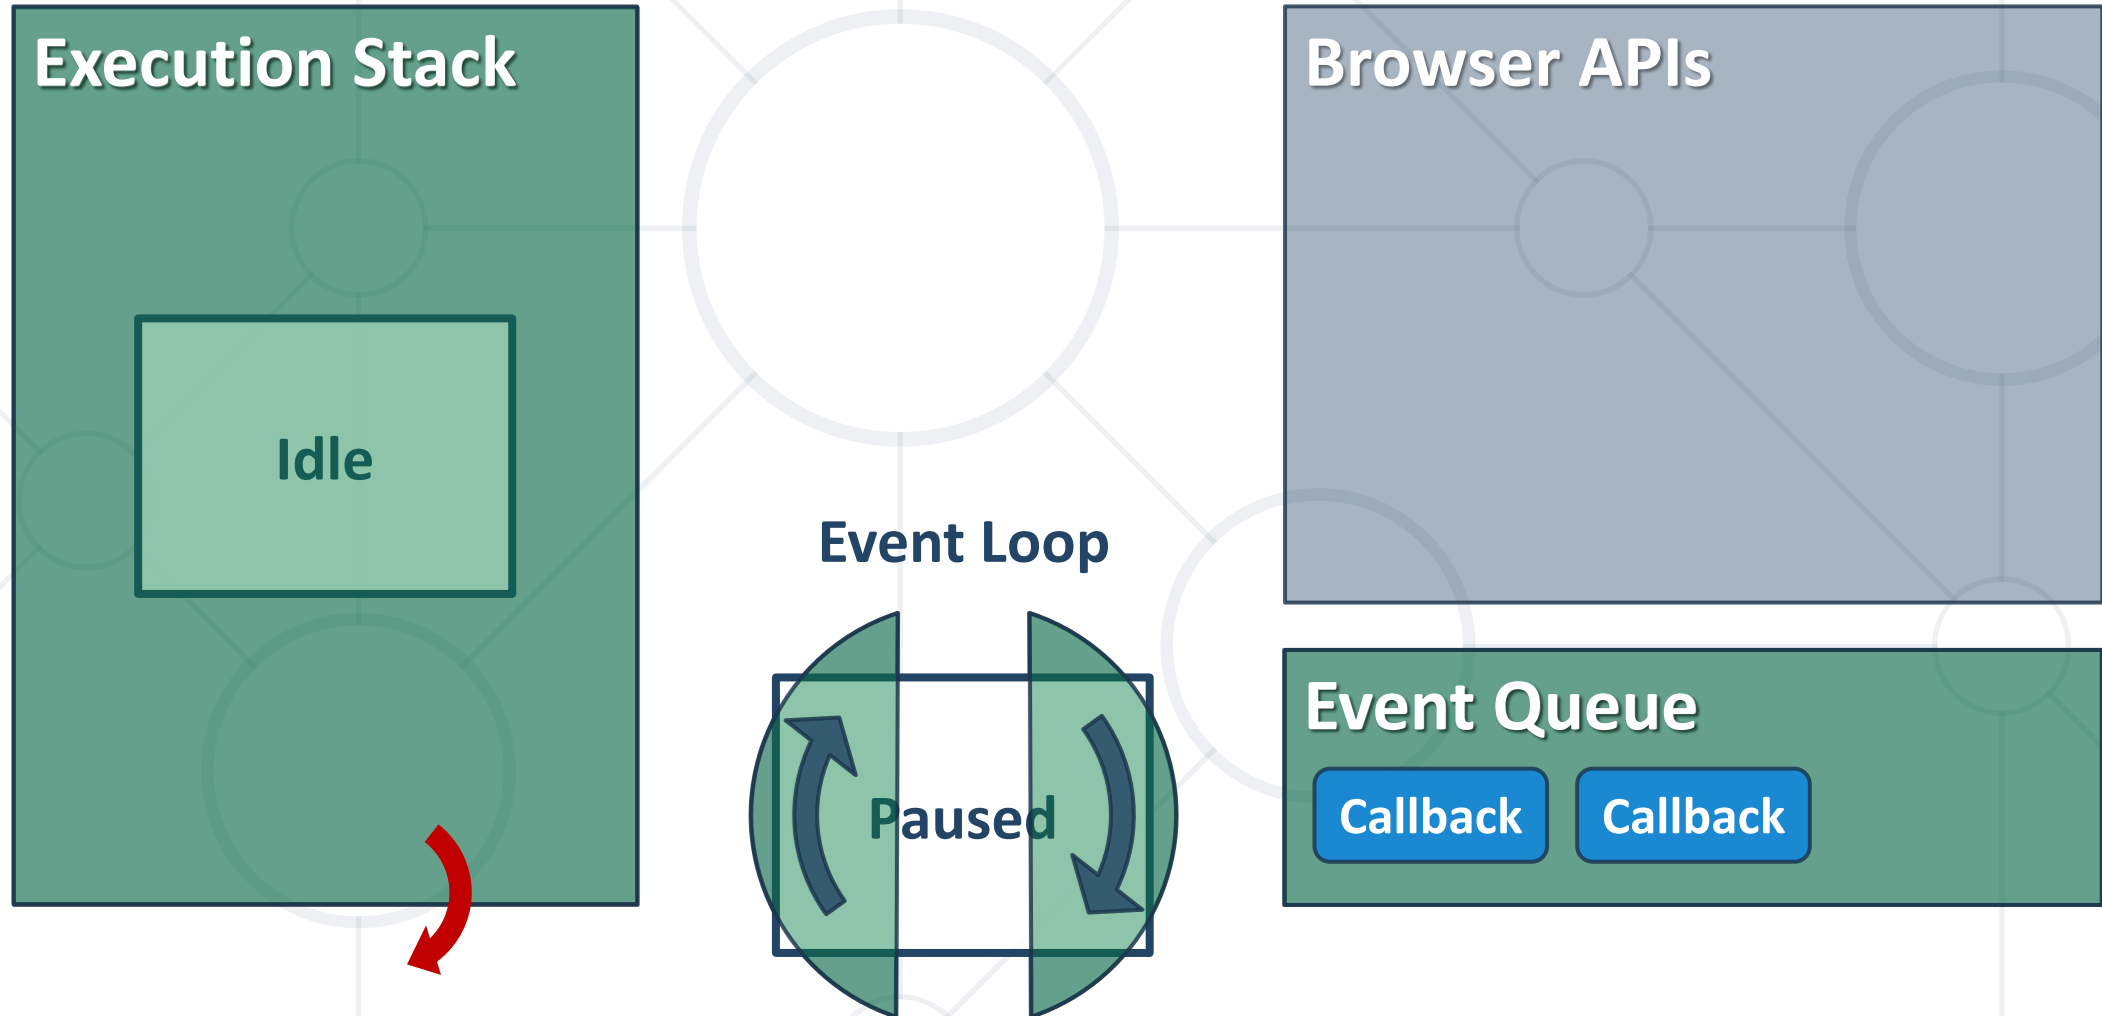 Execution Stack
Idle
Event Loop
Paused
Browser APIs
Event Queue
Callback
Callback